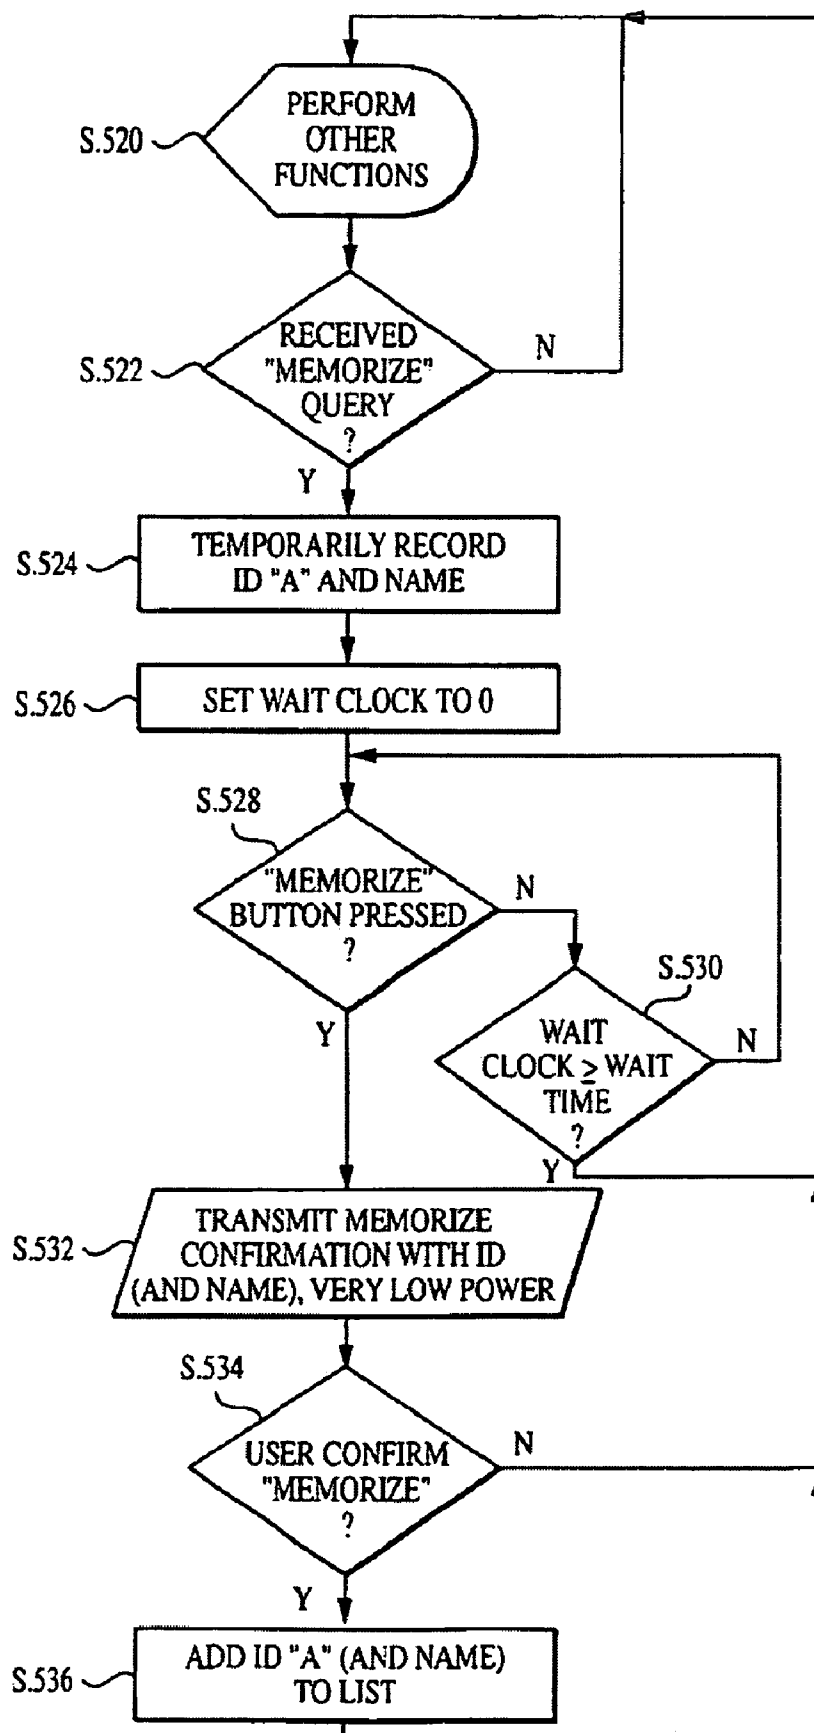 PERFORM
OTHER
FUNCTIONS
S.520
RECEIVED
"MEMORIZE"
QUERY
?
S.522
N
Y
TEMPORARILY RECORD
ID "A" AND NAME
S.524
SET WAIT CLOCK TO 0
S.526
S.528
"MEMORIZE"
BUTTON PRESSED
?
N
Y
S.530
WAIT
CLOCK ≥ WAIT
TIME
?
N
Y
TRANSMIT MEMORIZE
CONFIRMATION WITH ID
(AND NAME), VERY LOW POWER
S.532
S.534
USER CONFIRM
"MEMORIZE"
?
N
Y
ADD ID "A" (AND NAME)
TO LIST
S.536